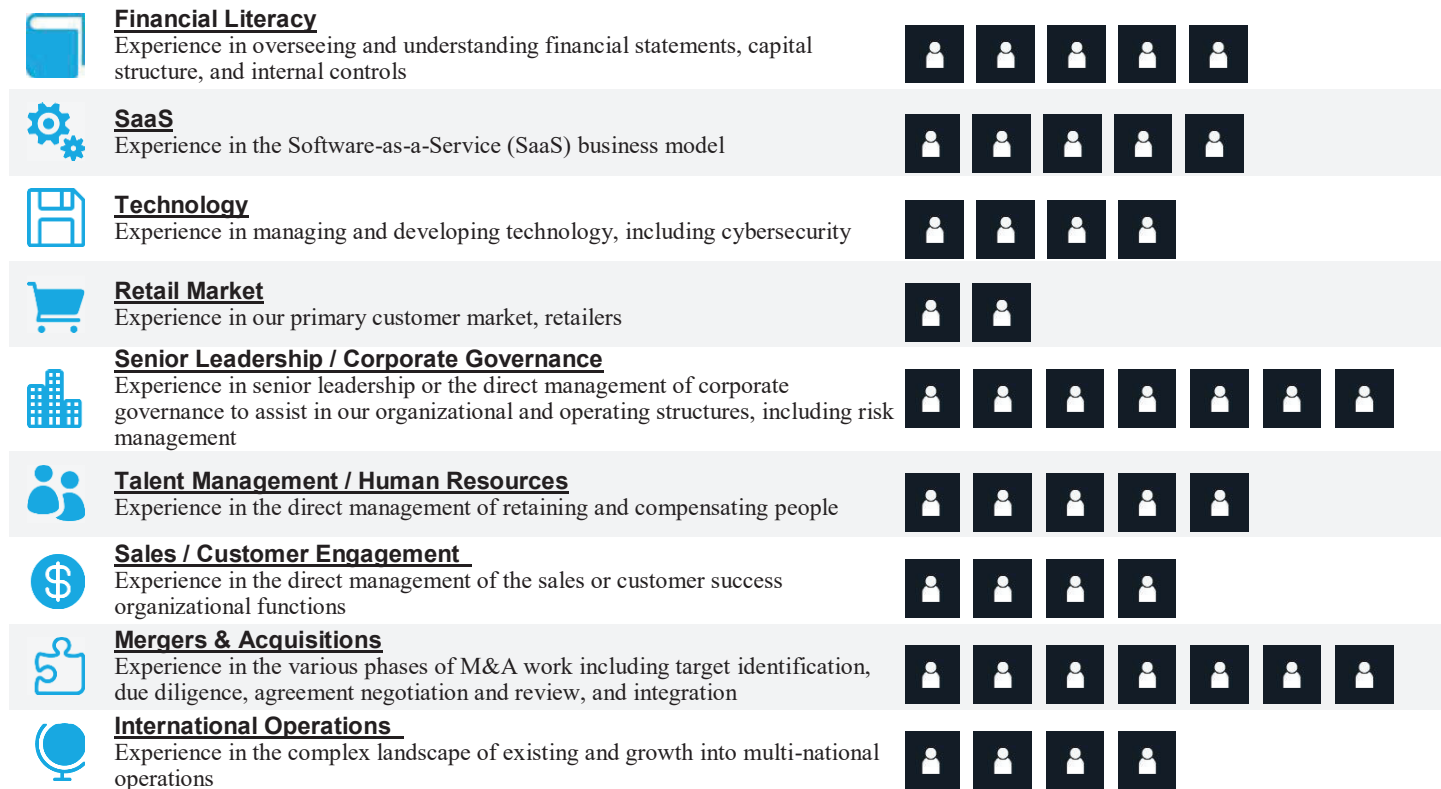 Financial Literacy
Experience in overseeing and understanding financial statements, capital
structure, and internal controls
SaaS
Experience in the Software-as-a-Service (SaaS) business model
Technology
Experience in managing and developing technology, including cybersecurity
Retail Market
Experience in our primary customer market, retailers
Senior Leadership / Corporate Governance
Experience in senior leadership or the direct management of corporate
governance to assist in our organizational and operating structures, including risk
management
Talent Management / Human Resources
Experience in the direct management of retaining and compensating people
Sales / Customer Engagement
Experience in the direct management of the sales or customer success
organizational functions
Mergers & Acquisitions
Experience in the various phases of M&A work including target identification,
due diligence, agreement negotiation and review, and integration
International Operations
Experience in the complex landscape of existing and growth into multi-national
operations